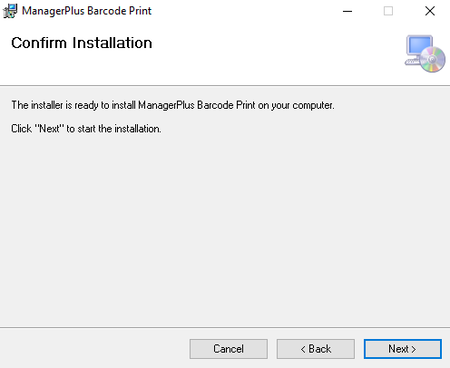 ManagerPlus Barcode Print
Confirm Installation
The installer is ready to install ManagerPlus Barcode Print on your computer.
Click "Next" to start the installation.
Cancel
< Back
Next >